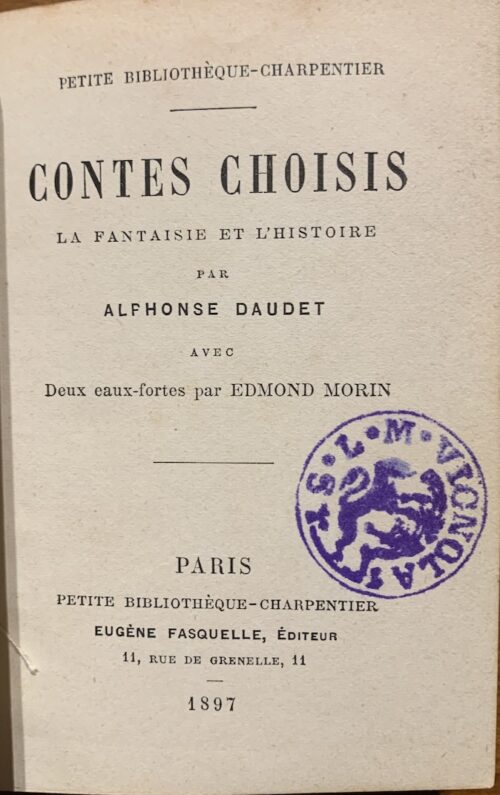 PETITE BIBLIOTHÈQUE-CHARPENTIER
CONTES CHOISIS
LA FANTAISIE ET L'HISTOIRE
PAR
ALPHONSE DAUDET
AVEC
Deux eaux-fortes par EDMOND MORIN
PARIS
PETITE BIBLIOTHÈQUE-CHARPENTIER
EUGÈNE FASQUELLE, ÉDITEUR
11, RUE DE GRENELLE, 11
1897
ST·L·M·VIGNOLA